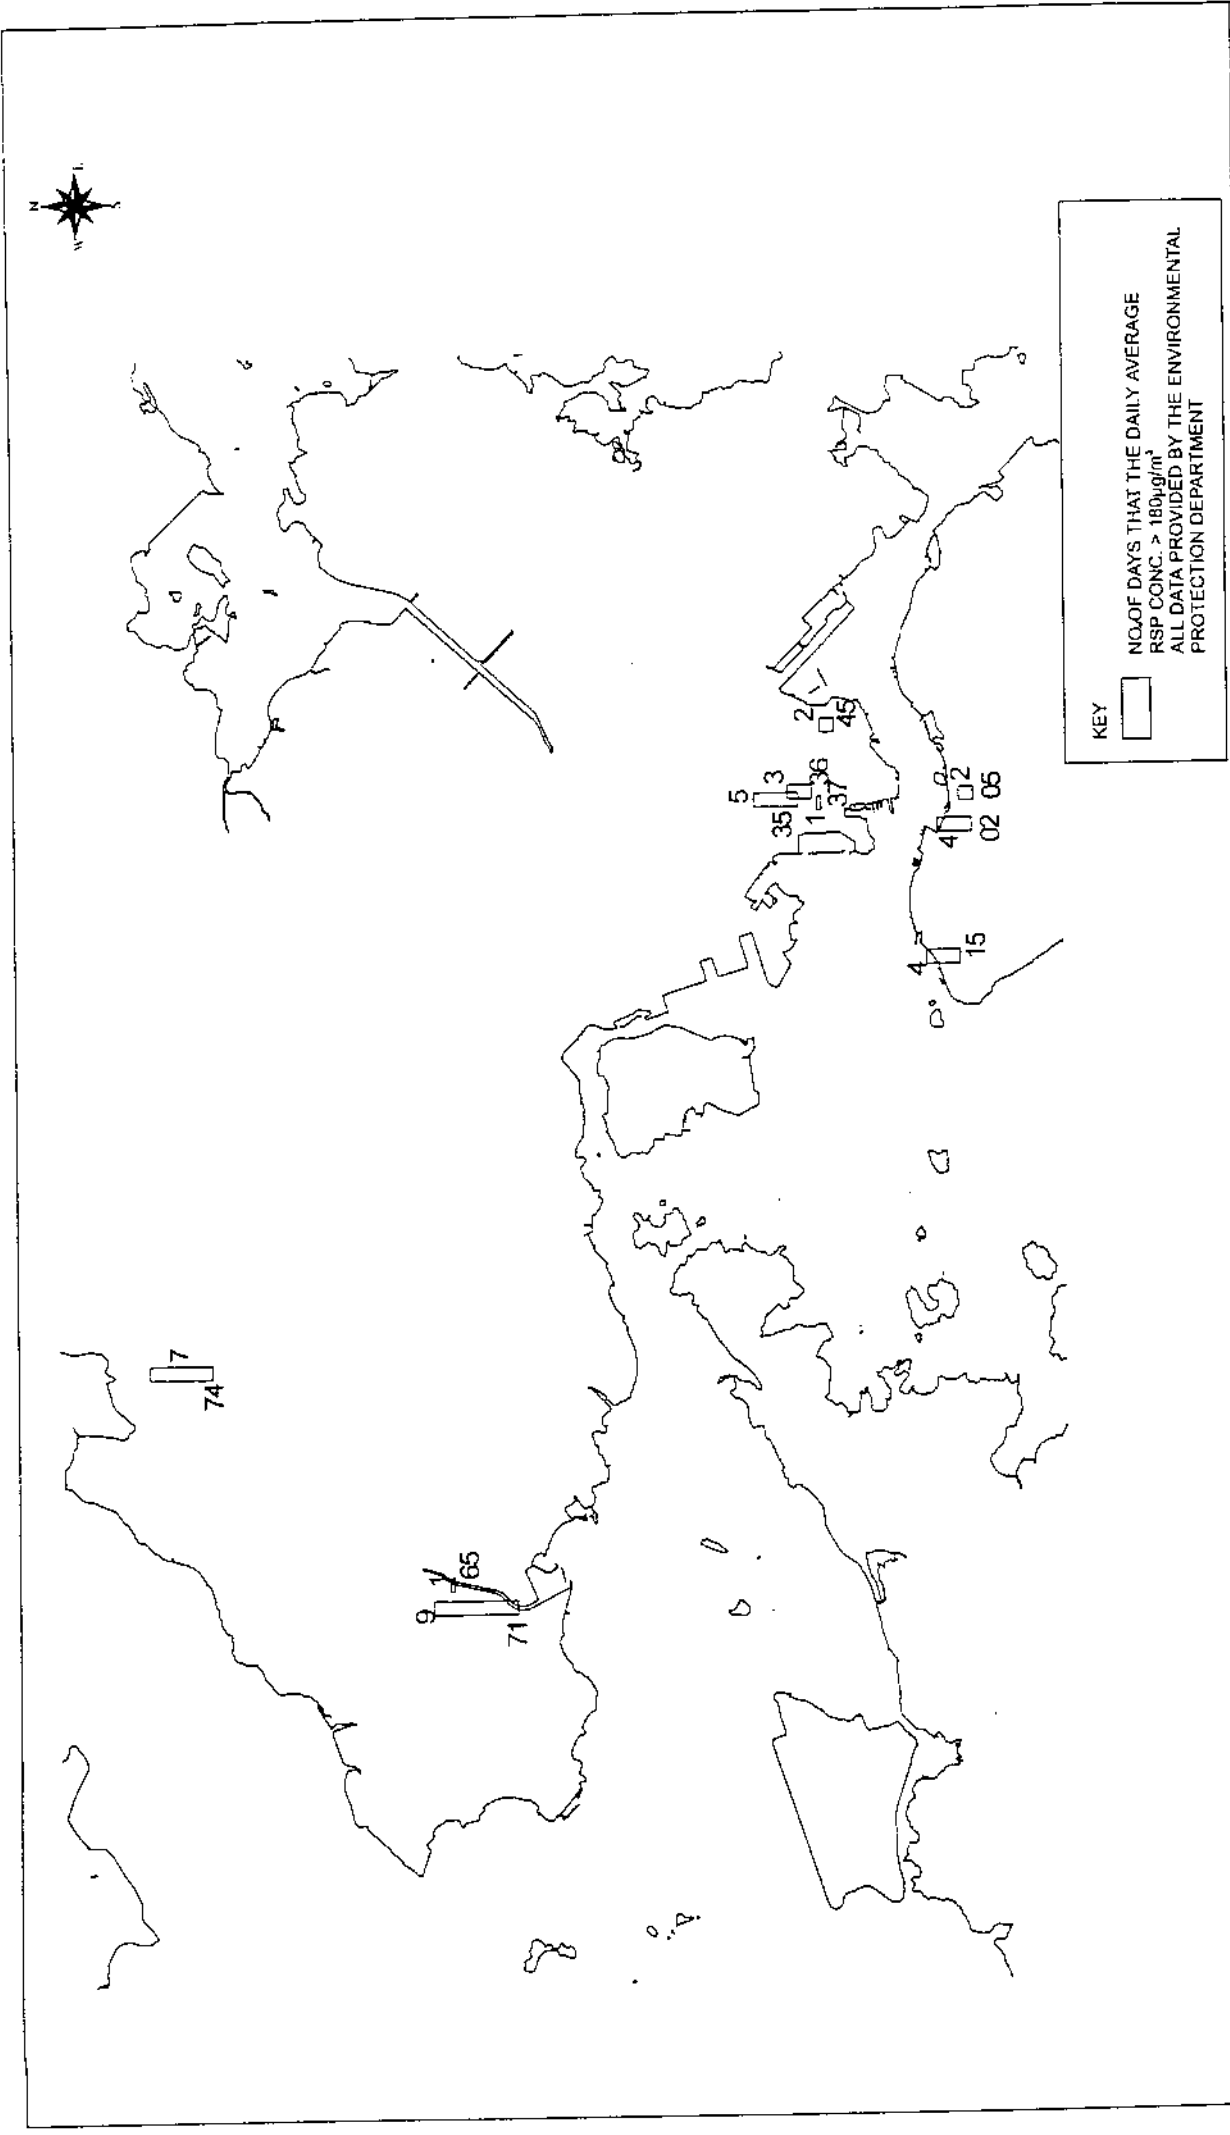 N
W
S
7
74
9
1
65
71
5
3
35
36
1
37
2
45
4
02
2
05
4
15
KEY
NO.OF DAYS THAT THE DAILY AVERAGE
RSP CONC. > 180µg/m³
ALL DATA PROVIDED BY THE ENVIRONMENTAL
PROTECTION DEPARTMENT